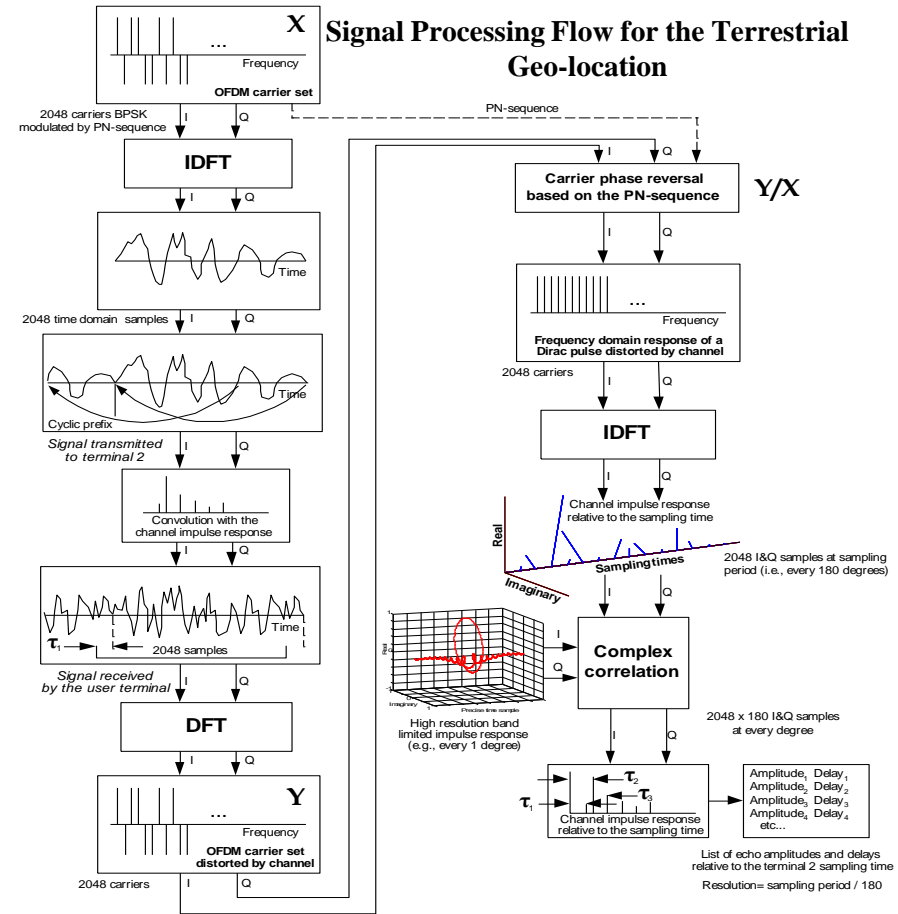 Signal Processing Flow for the Terrestrial
Geo-location
X
...
Frequency
OFDM carrier set
2048 carriers BPSK
modulated by PN-sequence
I
Q
PN-sequence
IDFT
I
Q
Time
2048 time domain samples
I
Q
Time
Cyclic prefix
Signal transmitted
to terminal 2
I
Q
Convolution with the
channel impulse response
I
Q
Time
τ1
2048 samples
Signal received
by the user terminal
I
Q
DFT
I
Q
Y
...
Frequency
OFDM carrier set
distorted by channel
2048 carriers
I
Q
I
Q
Carrier phase reversal
based on the PN-sequence
Y/X
I
Q
...
Frequency
Frequency domain response of a
Dirac pulse distorted by channel
2048 carriers
I
Q
IDFT
I
Q
Channel impulse response
relative to the sampling time
Real
Imaginary
Sampling times
2048 I&Q samples at sampling
period (i.e., every 180 degrees)
I
Q
1
0
-1
Real
Imaginary
0
1
Precise time sample
High resolution band
limited impulse response
(e.g., every 1 degree)
I
Q
Complex
correlation
2048 x 180 I&Q samples
at every degree
I
Q
τ1
τ2
τ3
Channel impulse response
relative to the sampling time
Amplitude1 Delay1
Amplitude2 Delay2
Amplitude3 Delay3
Amplitude4 Delay4
etc...
List of echo amplitudes and delays
relative to the terminal 2 sampling time
Resolution= sampling period / 180